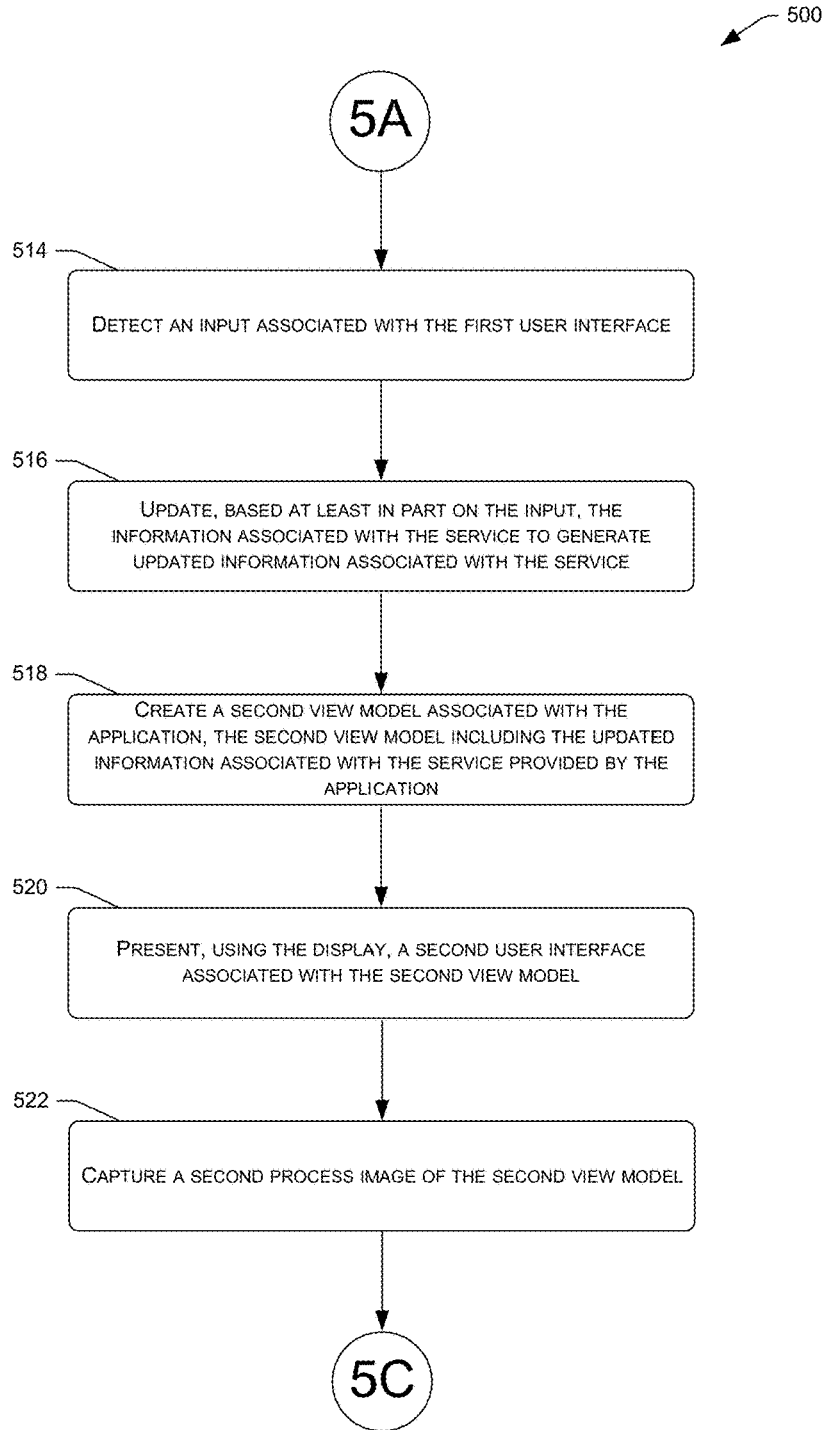 500
5A
514
DETECT AN INPUT ASSOCIATED WITH THE FIRST USER INTERFACE
516
UPDATE, BASED AT LEAST IN PART ON THE INPUT, THE
INFORMATION ASSOCIATED WITH THE SERVICE TO GENERATE
UPDATED INFORMATION ASSOCIATED WITH THE SERVICE
518
CREATE A SECOND VIEW MODEL ASSOCIATED WITH THE
APPLICATION, THE SECOND VIEW MODEL INCLUDING THE UPDATED
INFORMATION ASSOCIATED WITH THE SERVICE PROVIDED BY THE
APPLICATION
520
PRESENT, USING THE DISPLAY, A SECOND USER INTERFACE
ASSOCIATED WITH THE SECOND VIEW MODEL
522
CAPTURE A SECOND PROCESS IMAGE OF THE SECOND VIEW MODEL
5C